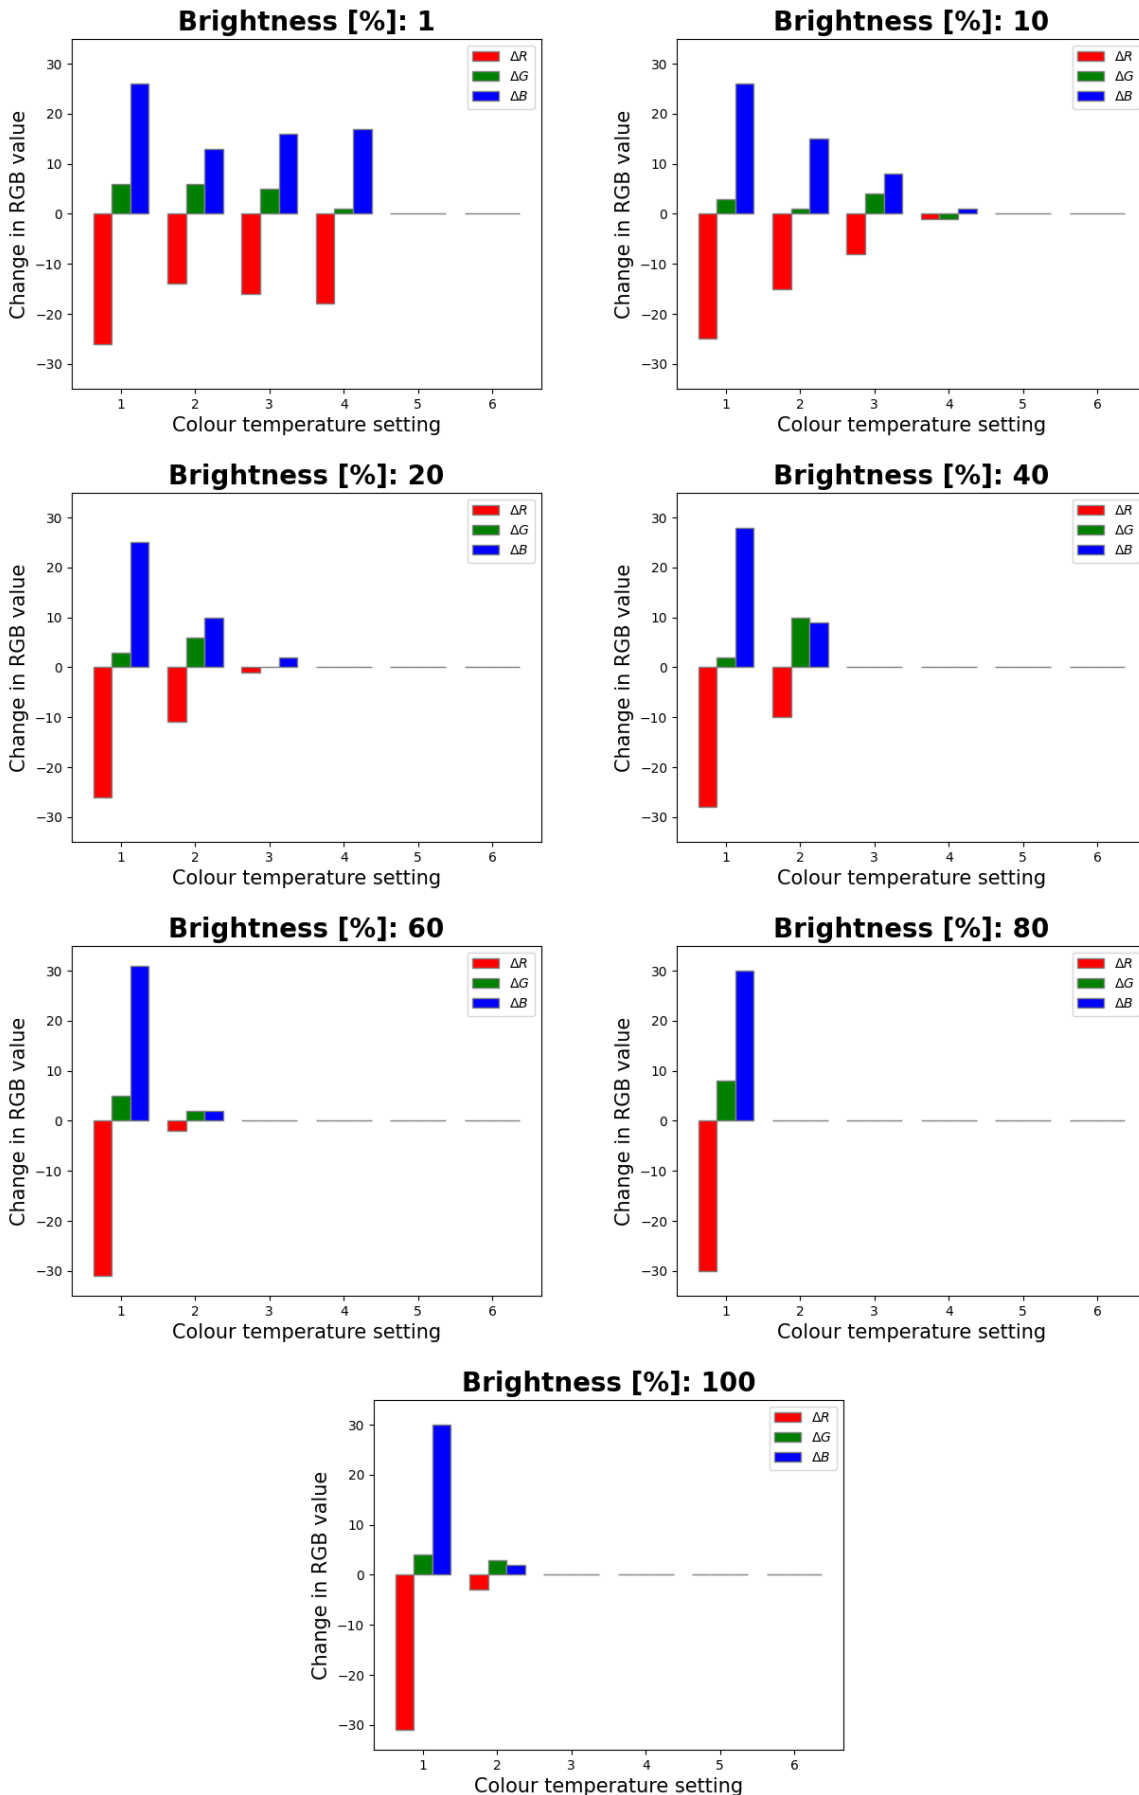 Brightness [%]: 1
30
20
10
0
−10
−20
−30
Change in RGB value
ΔR
ΔG
ΔB
1 2 3 4 5 6
Colour temperature setting
Brightness [%]: 10
30
20
10
0
−10
−20
−30
Change in RGB value
ΔR
ΔG
ΔB
1 2 3 4 5 6
Colour temperature setting
Brightness [%]: 20
30
20
10
0
−10
−20
−30
Change in RGB value
ΔR
ΔG
ΔB
1 2 3 4 5 6
Colour temperature setting
Brightness [%]: 40
30
20
10
0
−10
−20
−30
Change in RGB value
ΔR
ΔG
ΔB
1 2 3 4 5 6
Colour temperature setting
Brightness [%]: 60
30
20
10
0
−10
−20
−30
Change in RGB value
ΔR
ΔG
ΔB
1 2 3 4 5 6
Colour temperature setting
Brightness [%]: 80
30
20
10
0
−10
−20
−30
Change in RGB value
ΔR
ΔG
ΔB
1 2 3 4 5 6
Colour temperature setting
Brightness [%]: 100
30
20
10
0
−10
−20
−30
Change in RGB value
ΔR
ΔG
ΔB
1 2 3 4 5 6
Colour temperature setting